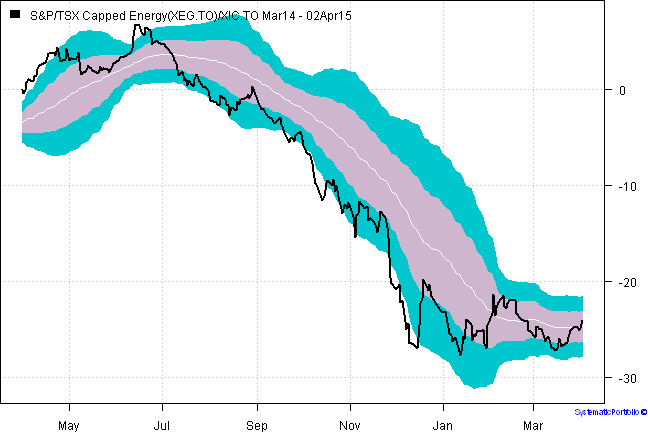 S&P/TSX Capped Energy(XEG.TO)/XIC.TO Mar14 - 02Apr15
0
-10
-20
-30
May Jul Sep Nov Jan Mar
SystematicPortfolio ©